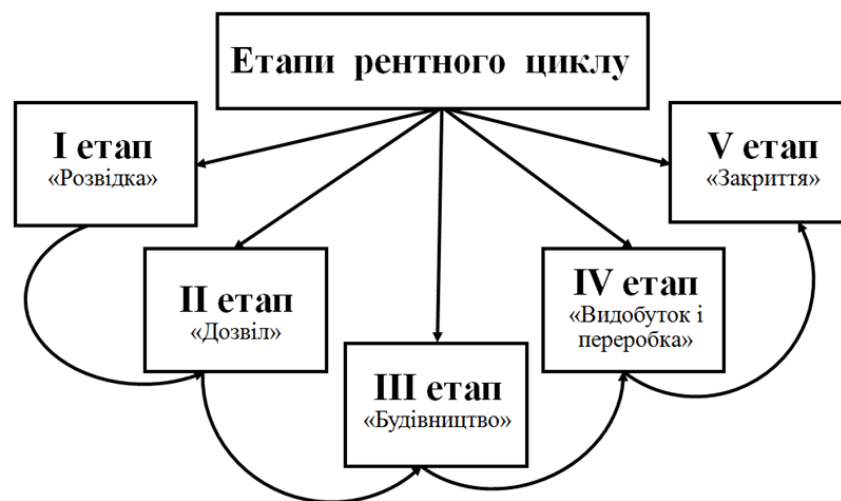 Етапи рентного циклу
I етап
«Розвідка»
II етап
«Дозвіл»
III етап
«Будівництво»
IV етап
«Видобуток і
переробка»
V етап
«Закриття»